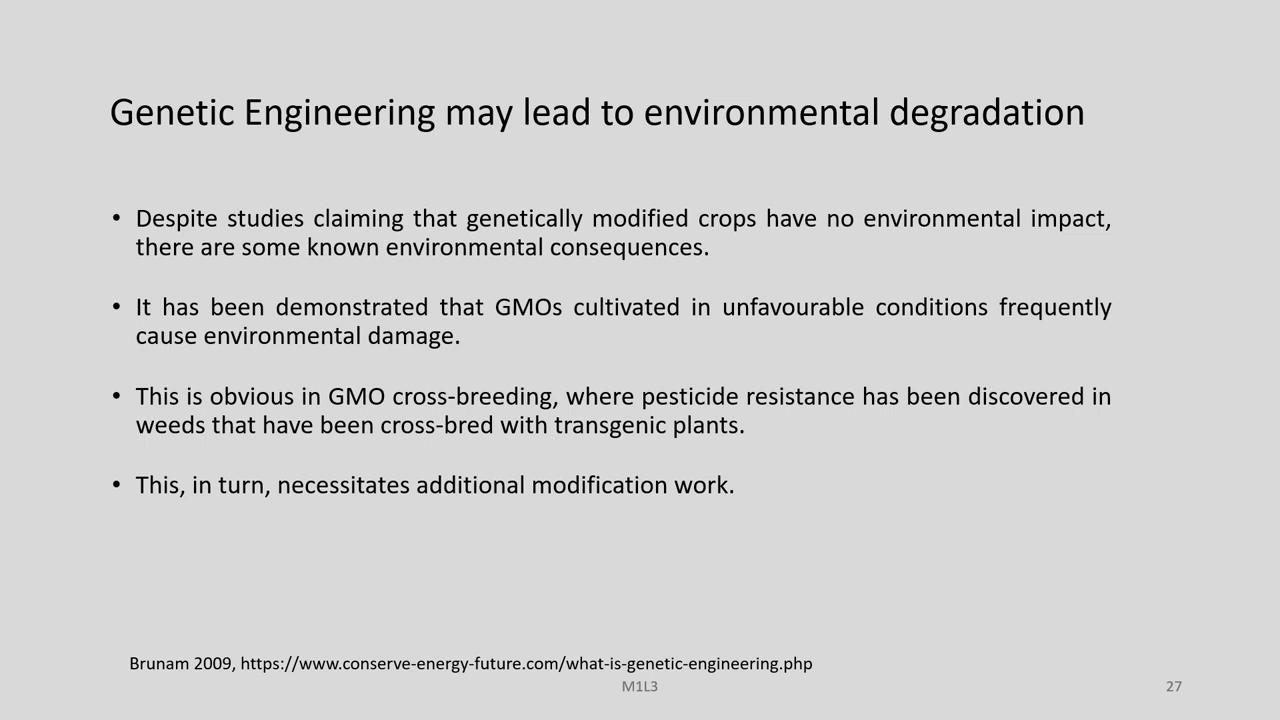 Genetic Engineering may lead to environmental degradation
• Despite studies claiming that genetically modified crops have no environmental impact,
there are some known environmental consequences.
• It has been demonstrated that GMOs cultivated in unfavourable conditions frequently
cause environmental damage.
• This is obvious in GMO cross-breeding, where pesticide resistance has been discovered in
weeds that have been cross-bred with transgenic plants.
• This, in turn, necessitates additional modification work.
Brunam 2009, https://www.conserve-energy-future.com/what-is-genetic-engineering.php
M1L3
27